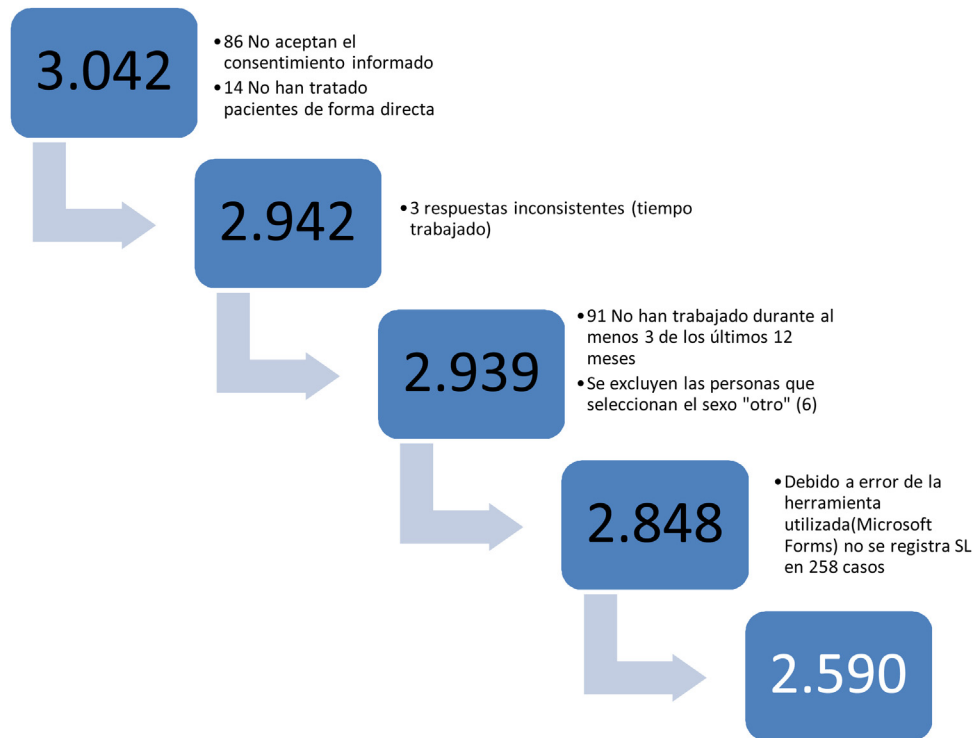 3.042
•86 No aceptan el
consentimiento informado
•14 No han tratado
pacientes de forma directa
2.942
•3 respuestas inconsistentes (tiempo
trabajado)
2.939
•91 No han trabajado durante al
menos 3 de los últimos 12
meses
•Se excluyen las personas que
seleccionan el sexo "otro" (6)
2.848
•Debido a error de la
herramienta
utilizada(Microsoft
Forms) no se registra SL
en 258 casos
2.590